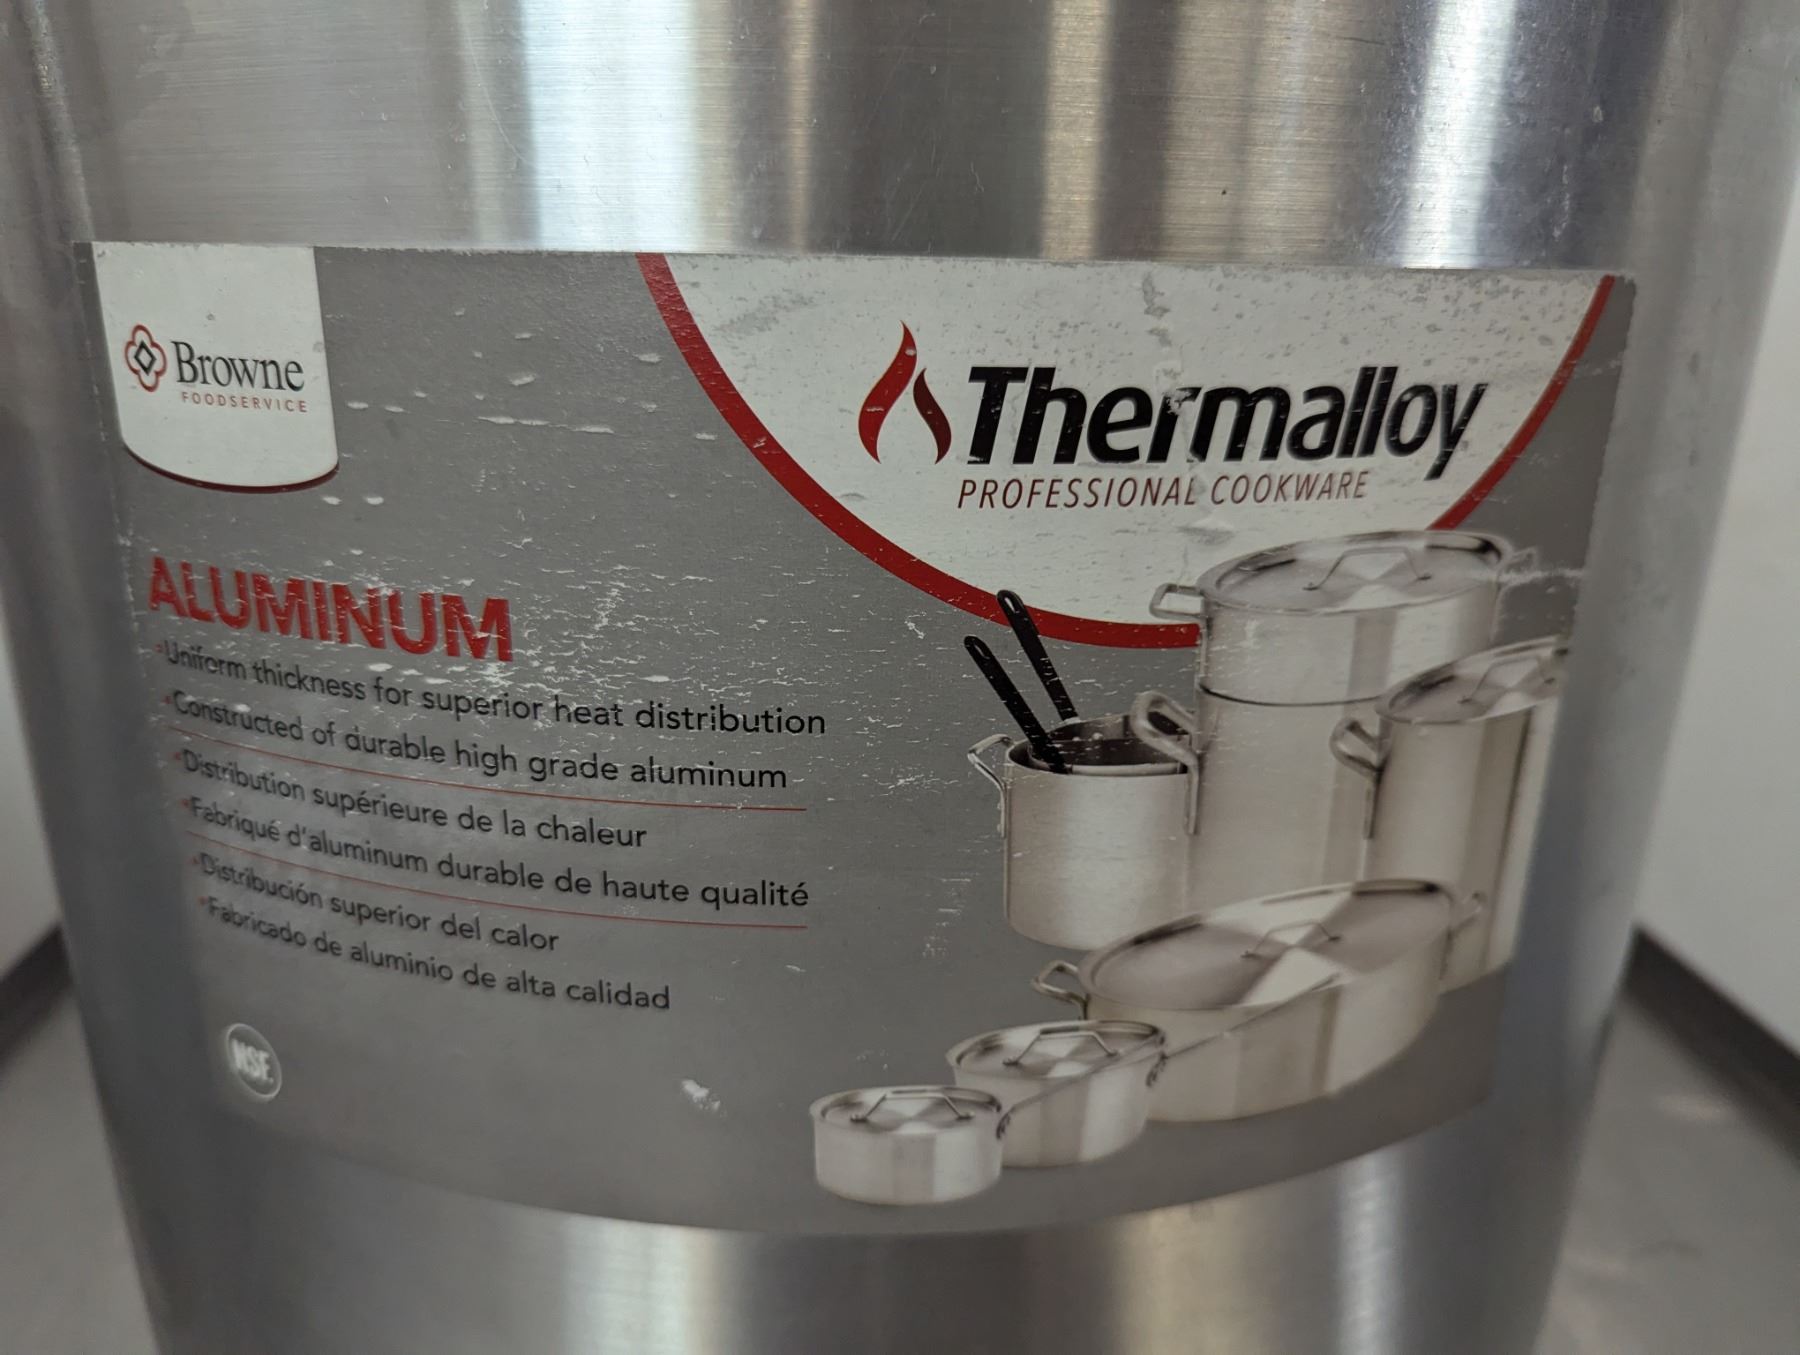 Browne
FOODSERVICE
Thermalloy
PROFESSIONAL COOKWARE
ALUMINUM
•Uniform thickness for superior heat distribution
•Constructed of durable high grade aluminum
•Distribution supérieure de la chaleur
•Fabriqué d'aluminum durable de haute qualité
•Distribución superior del calor
•Fabricado de aluminio de alta calidad
NSF.